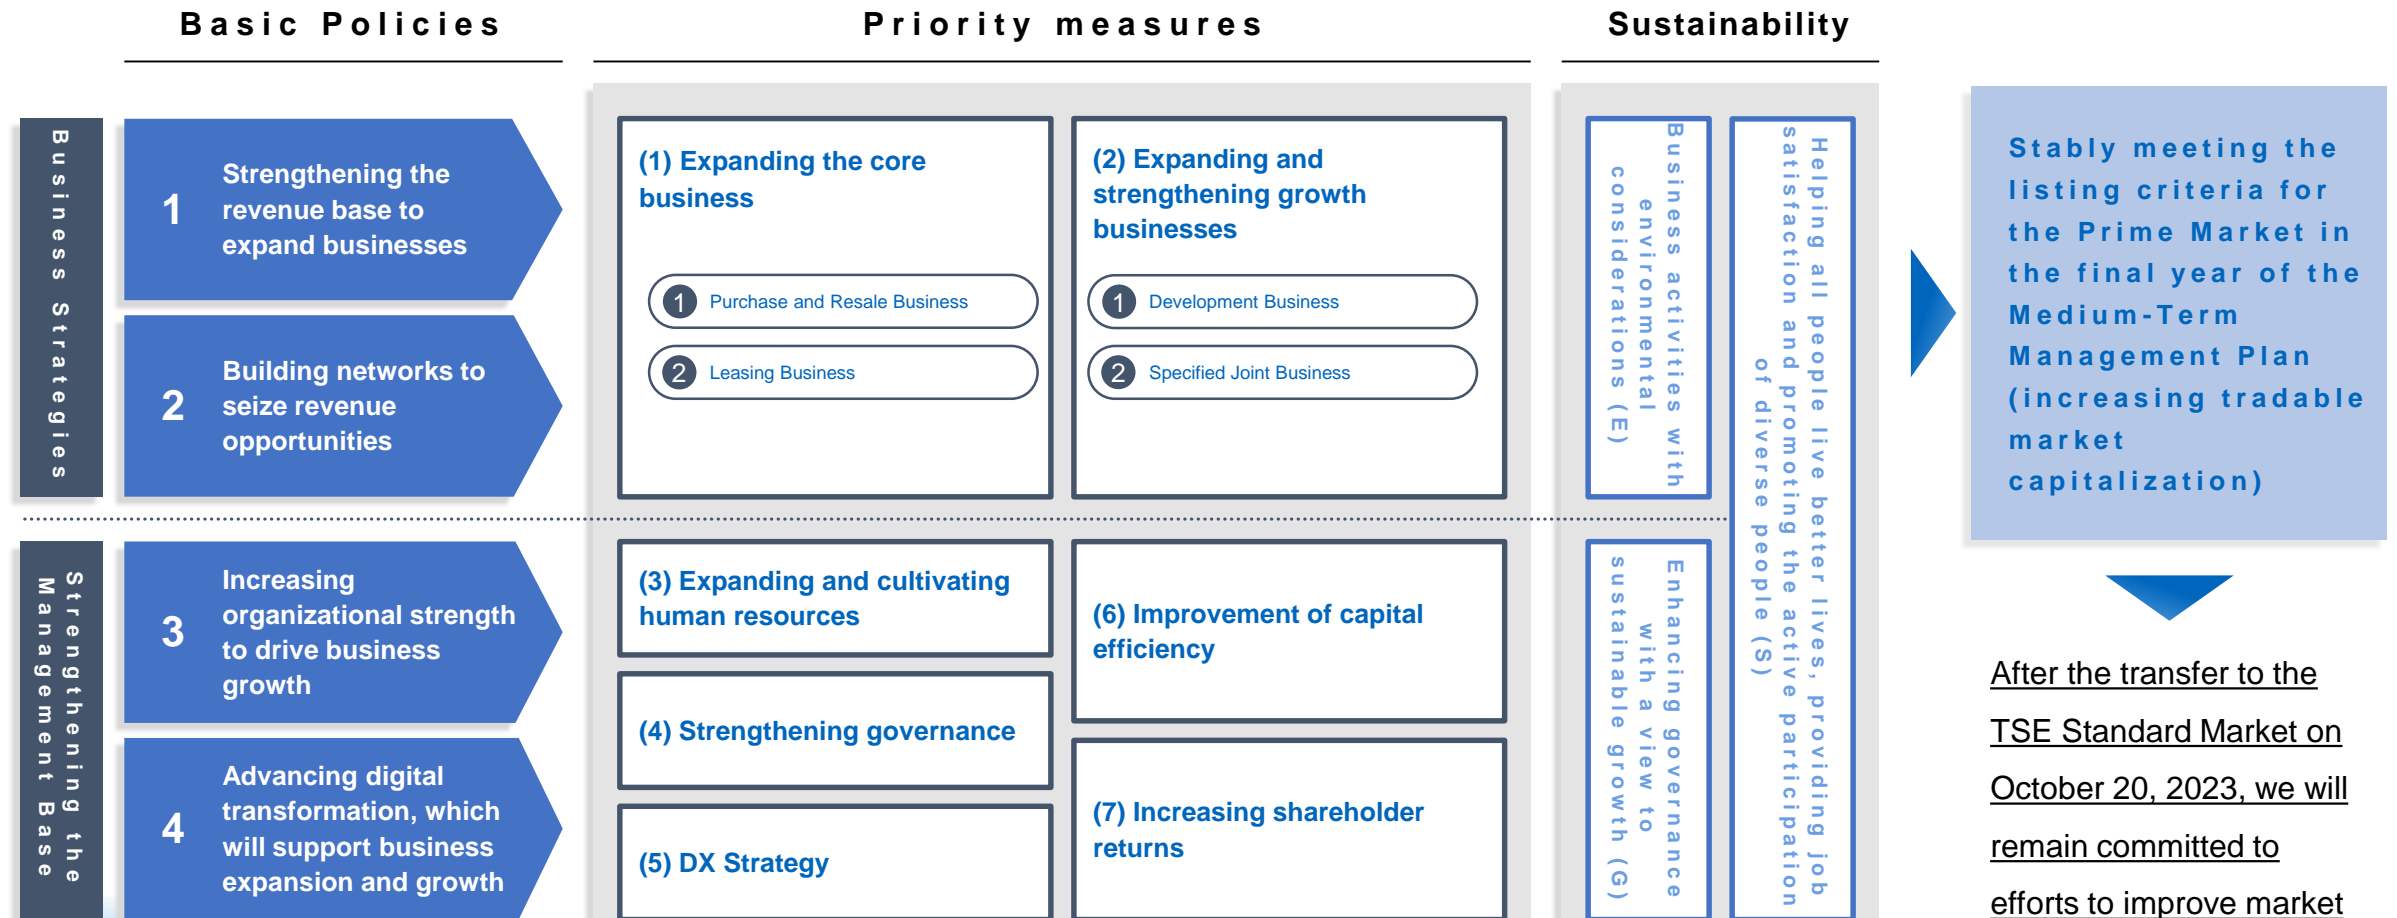 Basic Policies
Priority measures
Sustainability
Business Strategies
1
Strengthening the
revenue base to
expand businesses
2
Building networks to
seize revenue
opportunities
(1) Expanding the core
business
1 Purchase and Resale Business
2 Leasing Business
(2) Expanding and
strengthening growth
businesses
1 Development Business
2 Specified Joint Business
Business activities with
environmental
considerations (E)
Helping all people live better lives, providing job
satisfaction and promoting the active participation
of diverse people (S)
Stably meeting the
listing criteria for
the Prime Market in
the final year of the
Medium-Term
Management Plan
(increasing tradable
market
capitalization)
Strengthening the
Management Base
3
Increasing
organizational strength
to drive business
growth
4
Advancing digital
transformation, which
will support business
expansion and growth
(3) Expanding and cultivating
human resources
(4) Strengthening governance
(5) DX Strategy
(6) Improvement of capital
efficiency
(7) Increasing shareholder
returns
Enhancing governance
with a view to
sustainable growth (G)
After the transfer to the
TSE Standard Market on
October 20, 2023, we will
remain committed to
efforts to improve market